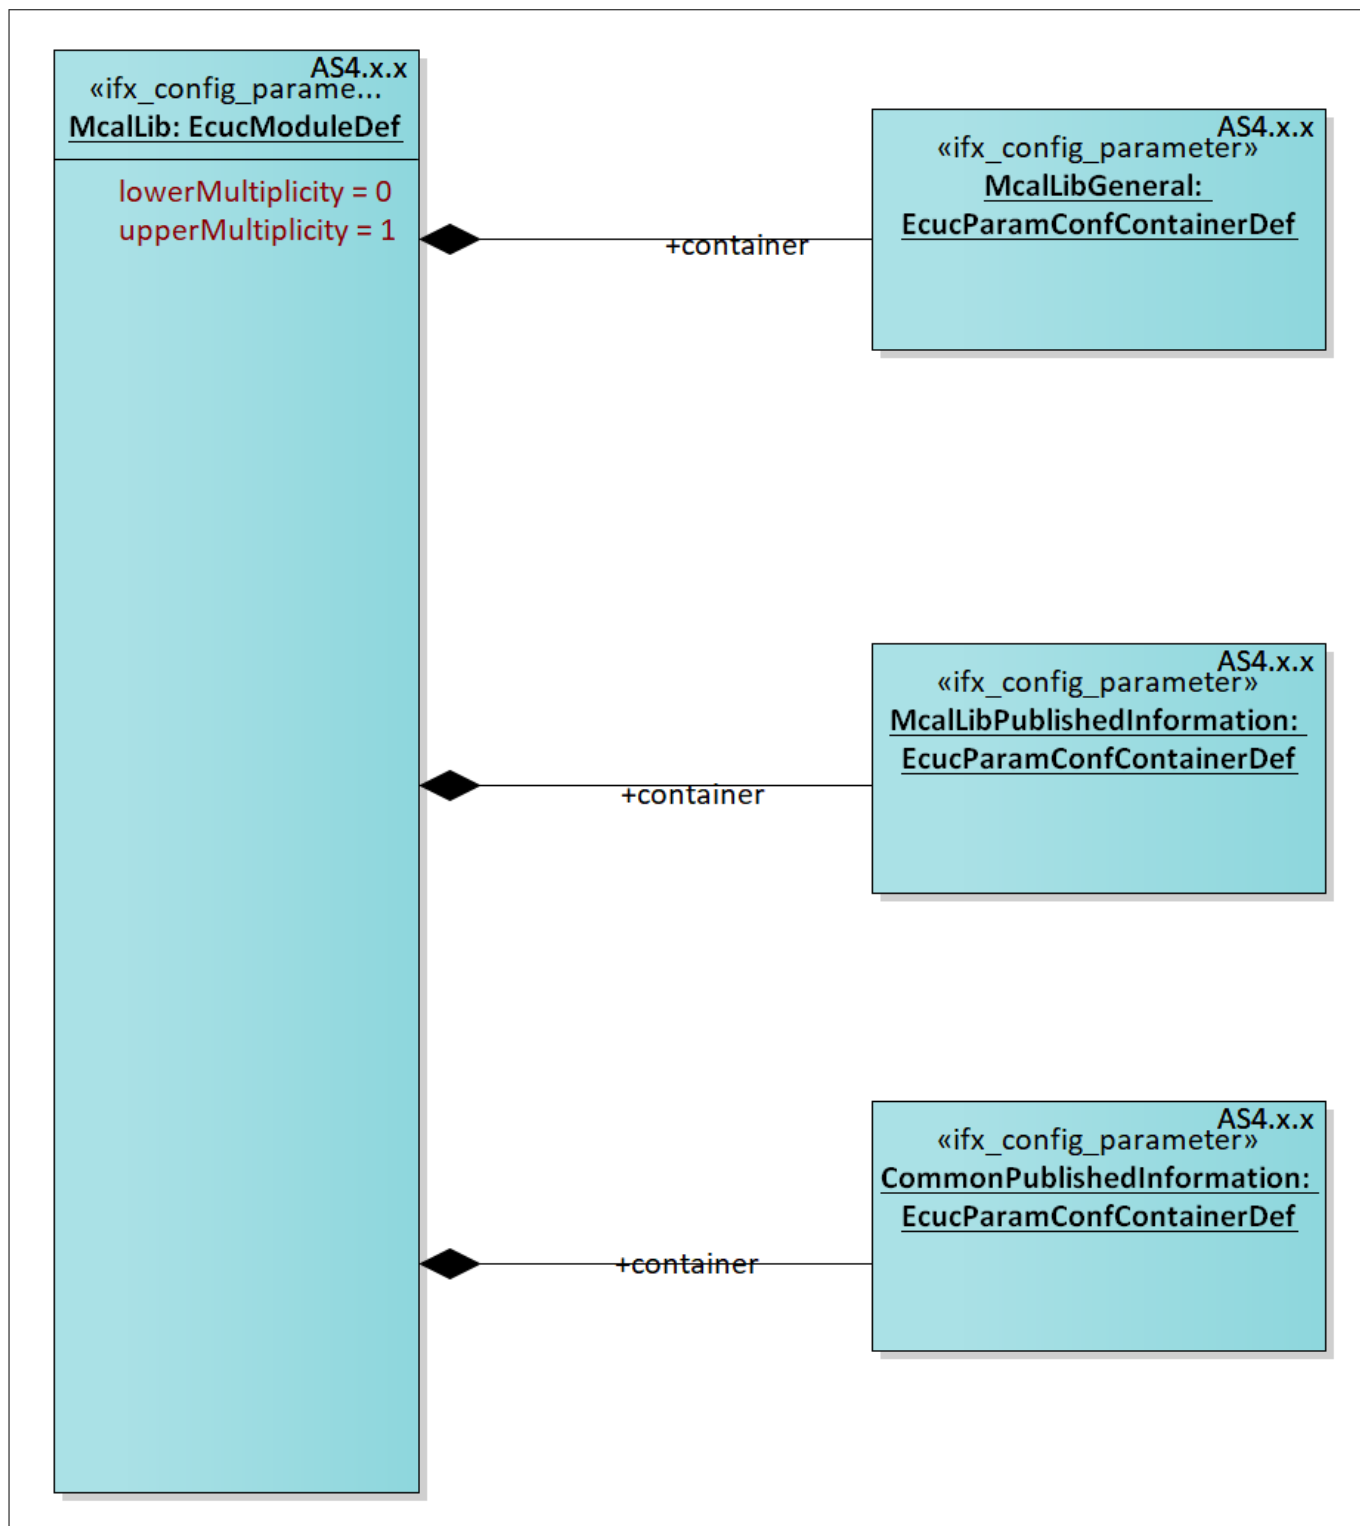 AS4.x.x
«ifx_config_parame...
McalLib: EcucModuleDef
lowerMultiplicity = 0
upperMultiplicity = 1
+container
AS4.x.x
«ifx_config_parameter»
McalLibGeneral:
EcucParamConfContainerDef
+container
AS4.x.x
«ifx_config_parameter»
McalLibPublishedInformation:
EcucParamConfContainerDef
+container
AS4.x.x
«ifx_config_parameter»
CommonPublishedInformation:
EcucParamConfContainerDef